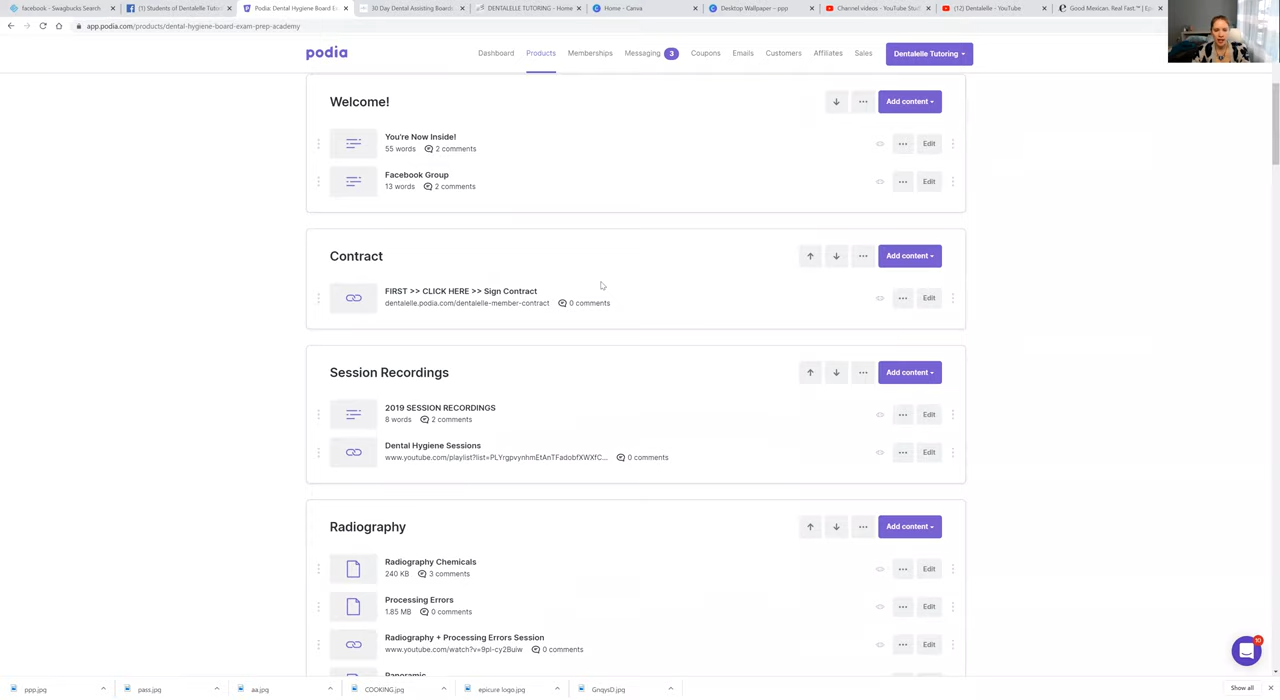 facebook - Swagbucks Search
(1) Students of Dentalelle Tutor
Podia: Dental Hygiene Board E
30 Day Dental Assisting Boards
DENTALELLE TUTORING - Home
Home - Canva
Desktop Wallpaper - ppp
Channel videos - YouTube Stud
(12) Dentalelle - YouTube
Good Mexican, Real Fast.™ | Ep
app.podia.com/products/dental-hygiene-board-exam-prep-academy
podia
Dashboard
Products
Memberships
Messaging 3
Coupons
Emails
Customers
Affiliates
Sales
Dentalelle Tutoring
Welcome!
Add content
You're Now Inside!
55 words 2 comments
Edit
Facebook Group
13 words 2 comments
Edit
Contract
Add content
FIRST >> CLICK HERE >> Sign Contract
dentalelle.podia.com/dentalelle-member-contract 0 comments
Edit
Session Recordings
Add content
2019 SESSION RECORDINGS
8 words 2 comments
Edit
Dental Hygiene Sessions
www.youtube.com/playlist?list=PLYrgpvynhmEtAnTFadobfXWXfC... 0 comments
Edit
Radiography
Add content
Radiography Chemicals
240 KB 3 comments
Edit
Processing Errors
1.85 MB 0 comments
Edit
Radiography + Processing Errors Session
www.youtube.com/watch?v=9pl-cy2Buiw 0 comments
Edit
Panoramic
10
ppp.jpg
pass.jpg
aa.jpg
COOKING.jpg
epicure logo.jpg
GnqysD.jpg
Show all